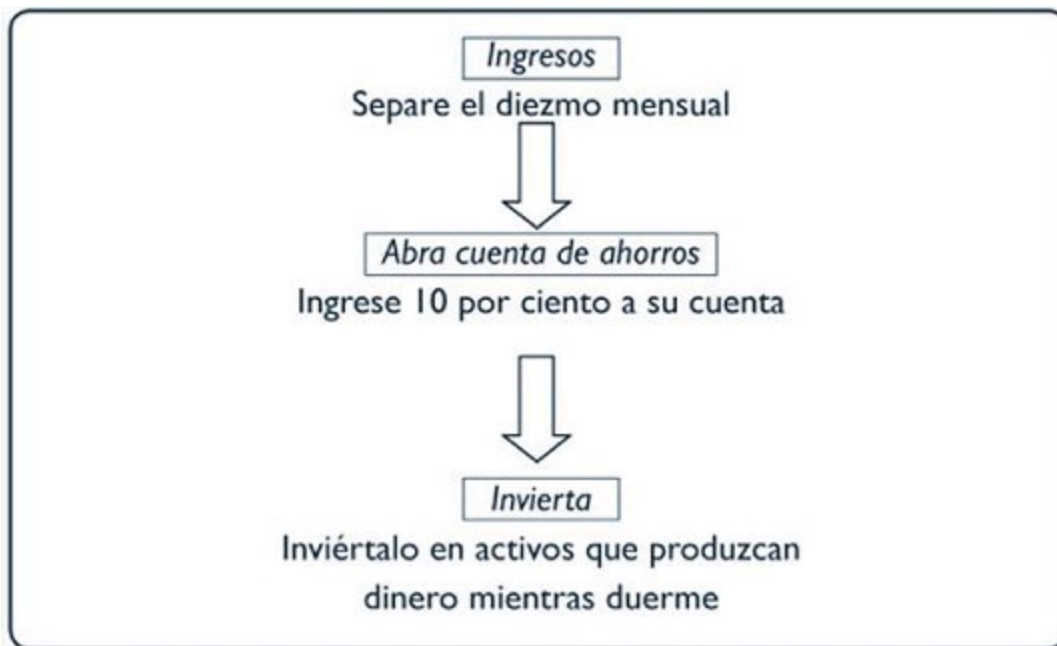 Ingresos
Separe el diezmo mensual
Abra cuenta de ahorros
Ingrese 10 por ciento a su cuenta
Invierta
Inviértalo en activos que produzcan
dinero mientras duerme